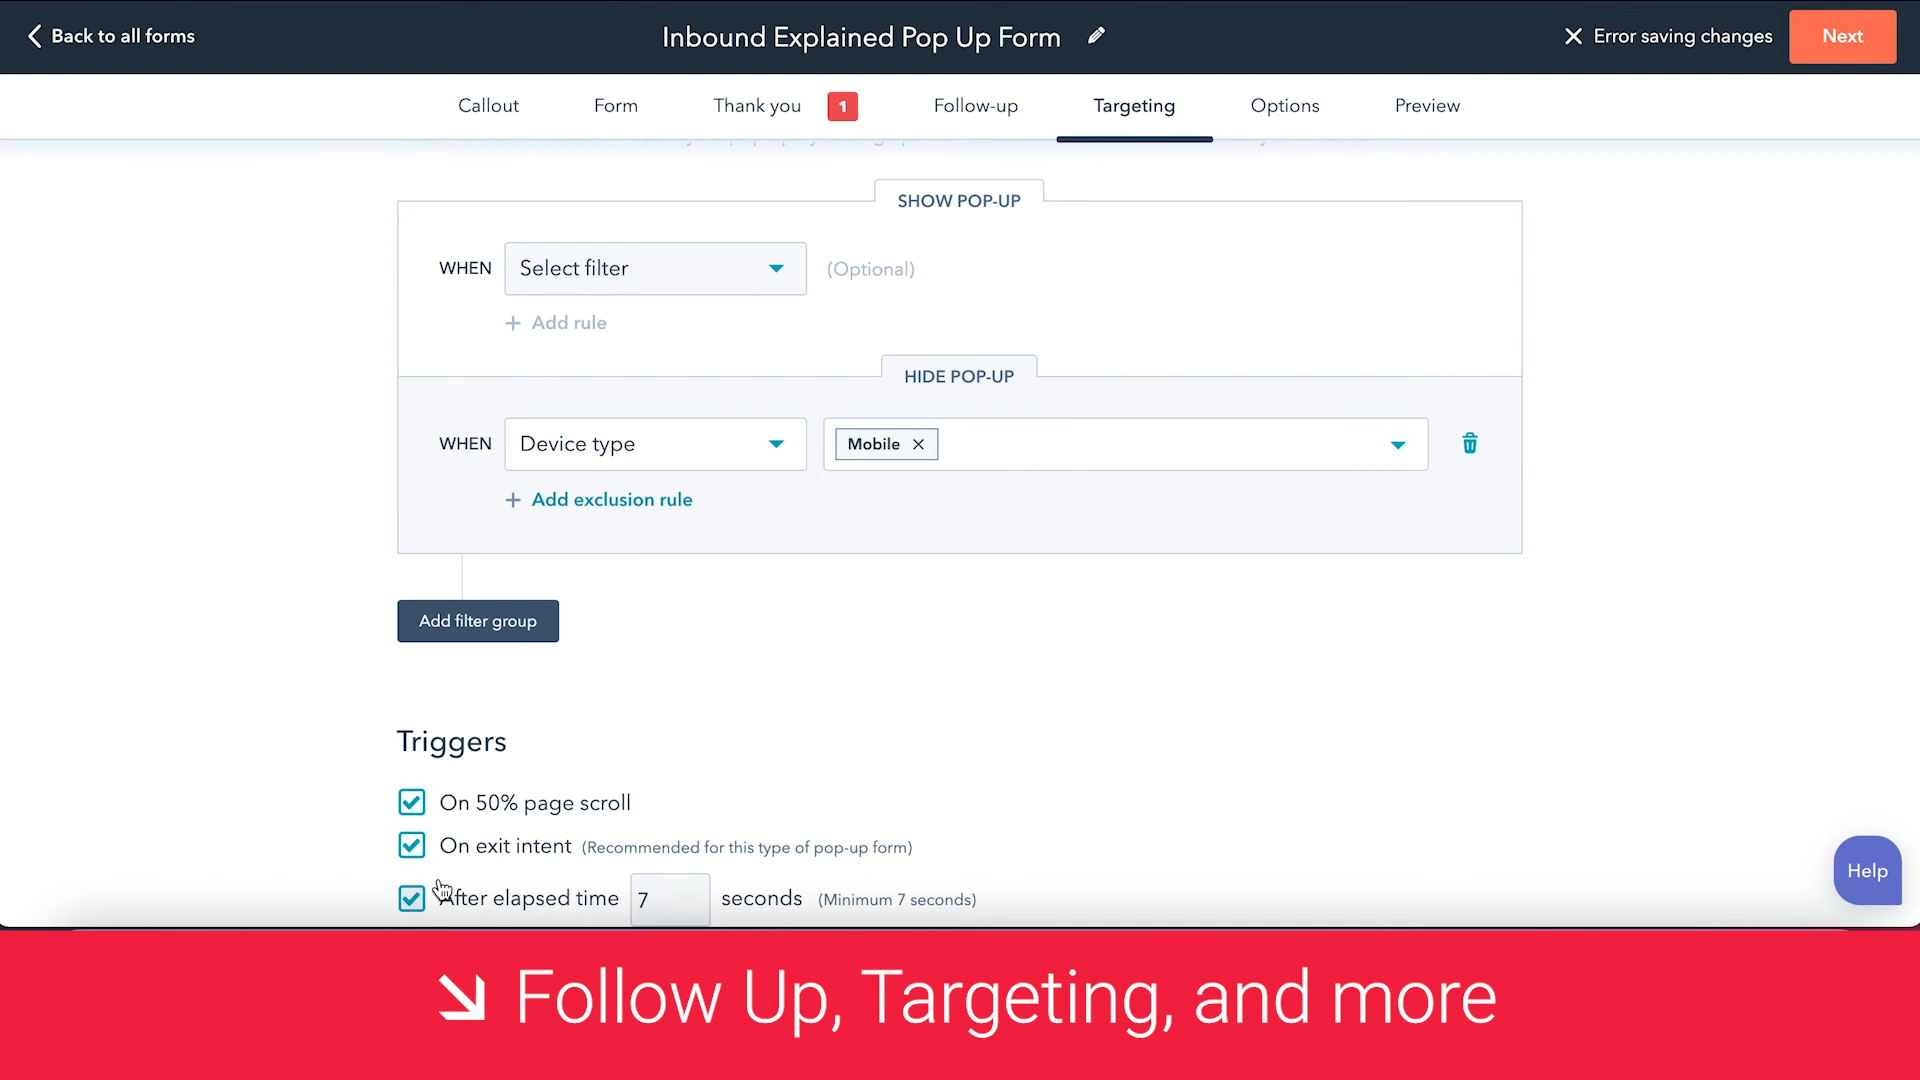 Back to all forms
Inbound Explained Pop Up Form
Error saving changes
Next
Callout
Form
Thank you
1
Follow-up
Targeting
Options
Preview
SHOW POP-UP
WHEN
Select filter
(Optional)
+ Add rule
HIDE POP-UP
WHEN
Device type
Mobile ×
+ Add exclusion rule
Add filter group
Triggers
On 50% page scroll
On exit intent (Recommended for this type of pop-up form)
After elapsed time 7 seconds (Minimum 7 seconds)
Help
Follow Up, Targeting, and more